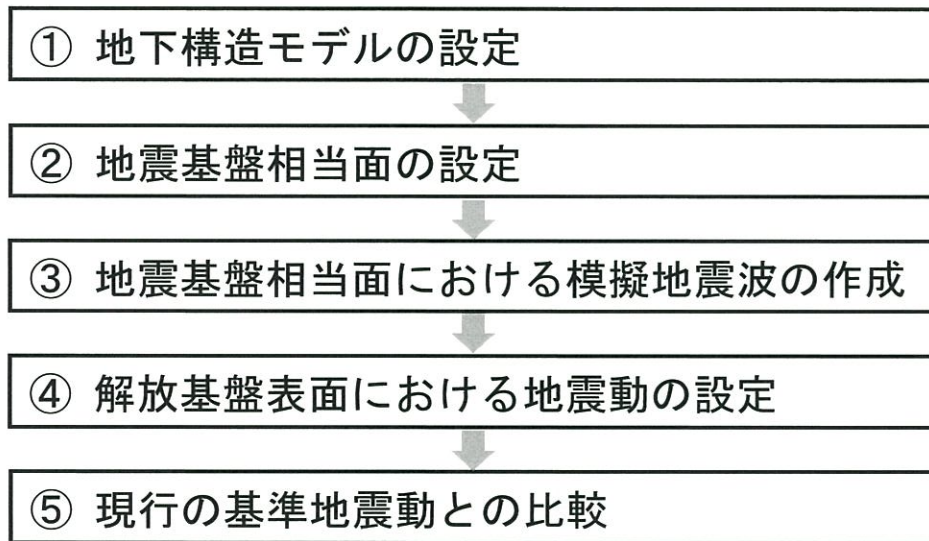 ① 地下構造モデルの設定
② 地震基盤相当面の設定
③ 地震基盤相当面における模擬地震波の作成
④ 解放基盤表面における地震動の設定
⑤ 現行の基準地震動との比較